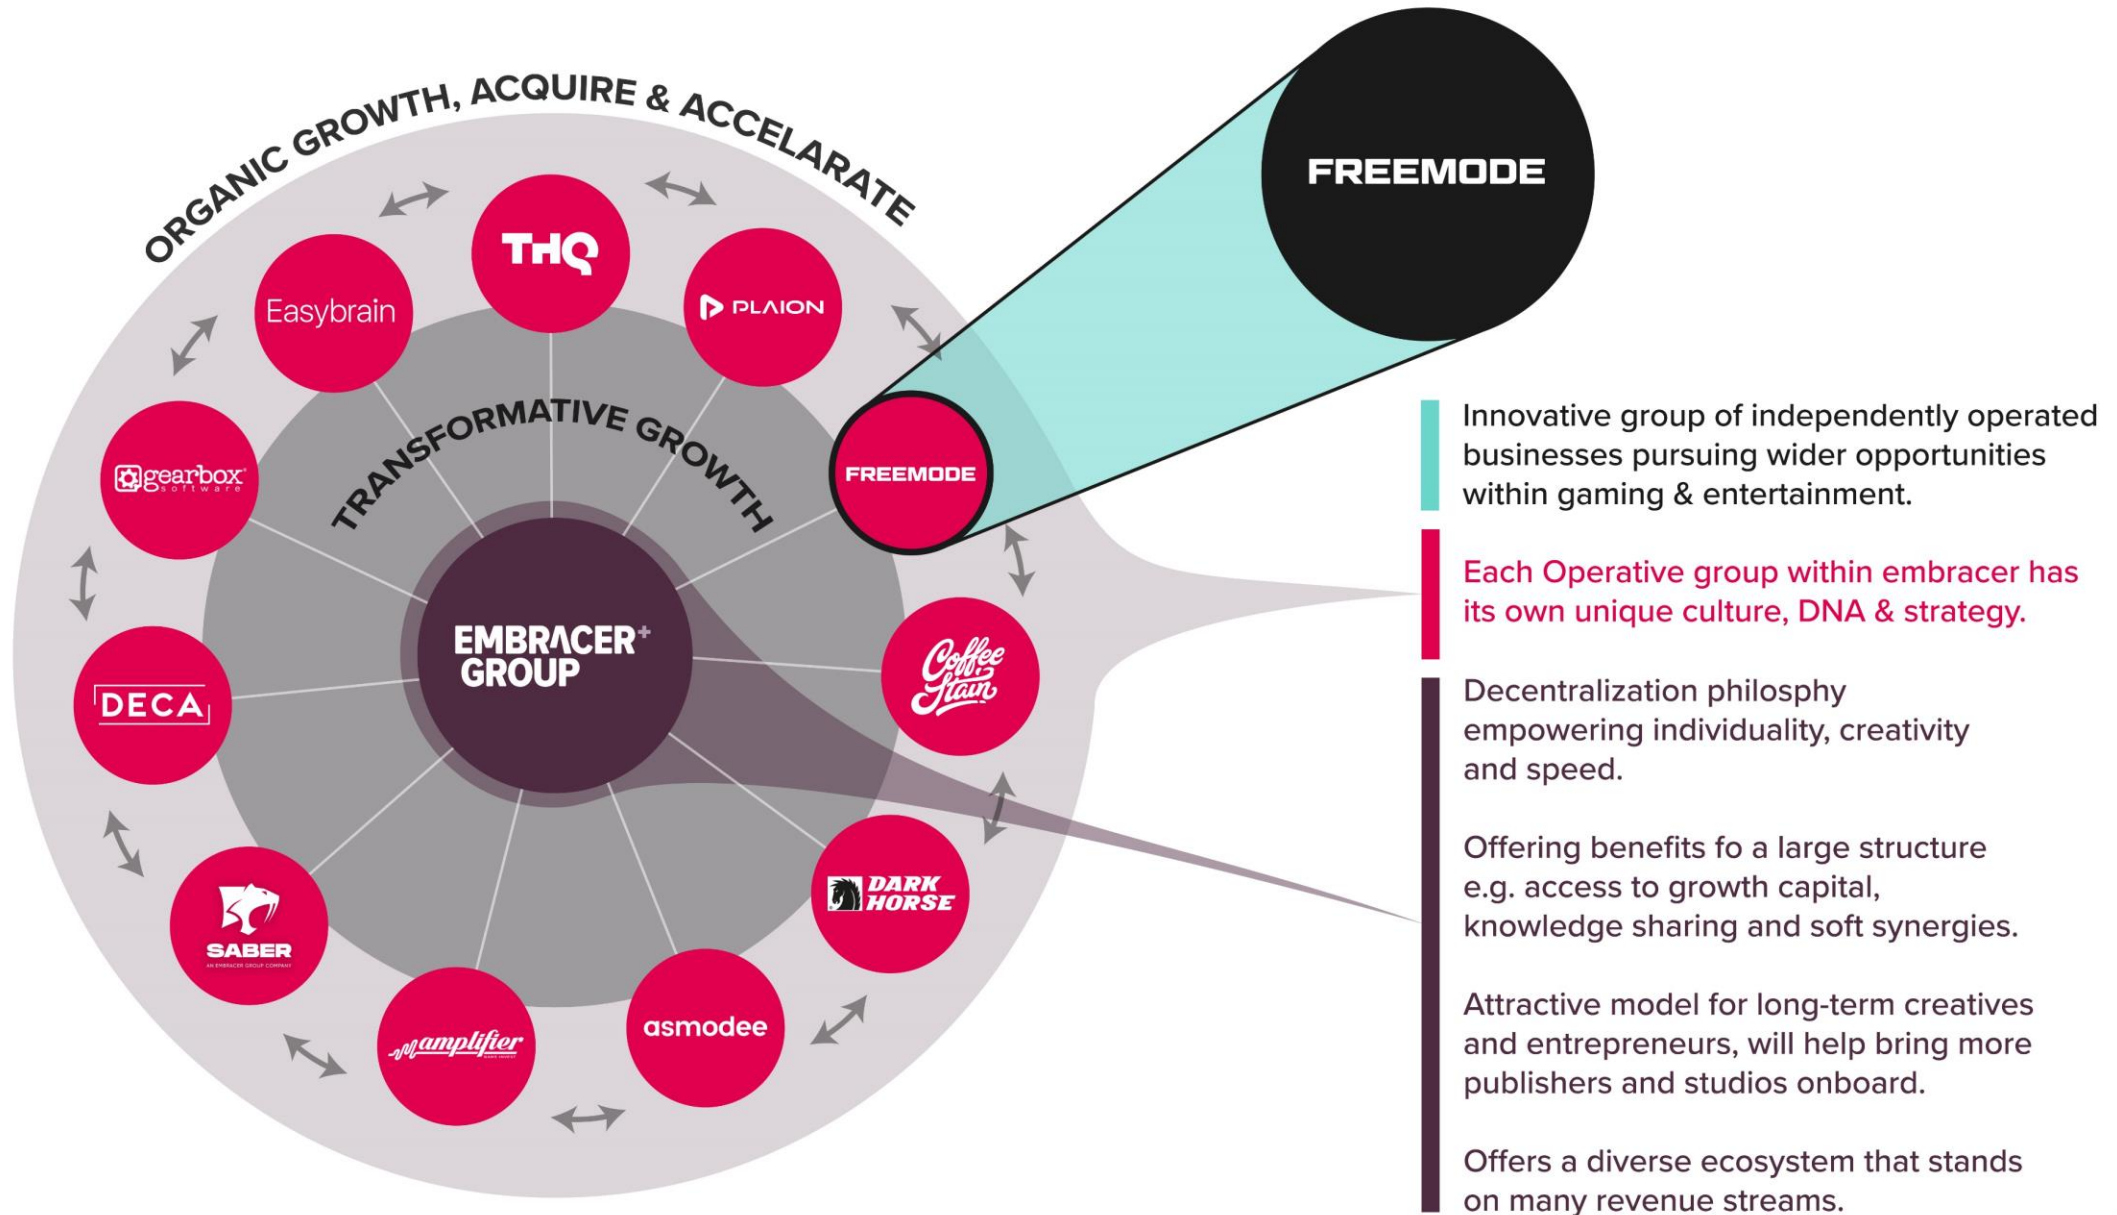 ORGANIC GROWTH, ACQUIRE & ACCELARATE
TRANSFORMATIVE GROWTH
THQ
PLAION
FREEMODE
Coffee
Stain
DARK
HORSE
asmodee
amplifier
SABER
AN EMBRACER GROUP COMPANY
DECA
gearbox
software
Easybrain
EMBRACER+
GROUP
FREEMODE
Innovative group of independently operated
businesses pursuing wider opportunities
within gaming & entertainment.
Each Operative group within embracer has
its own unique culture, DNA & strategy.
Decentralization philosphy
empowering individuality, creativity
and speed.
Offering benefits fo a large structure
e.g. access to growth capital,
knowledge sharing and soft synergies.
Attractive model for long-term creatives
and entrepreneurs, will help bring more
publishers and studios onboard.
Offers a diverse ecosystem that stands
on many revenue streams.